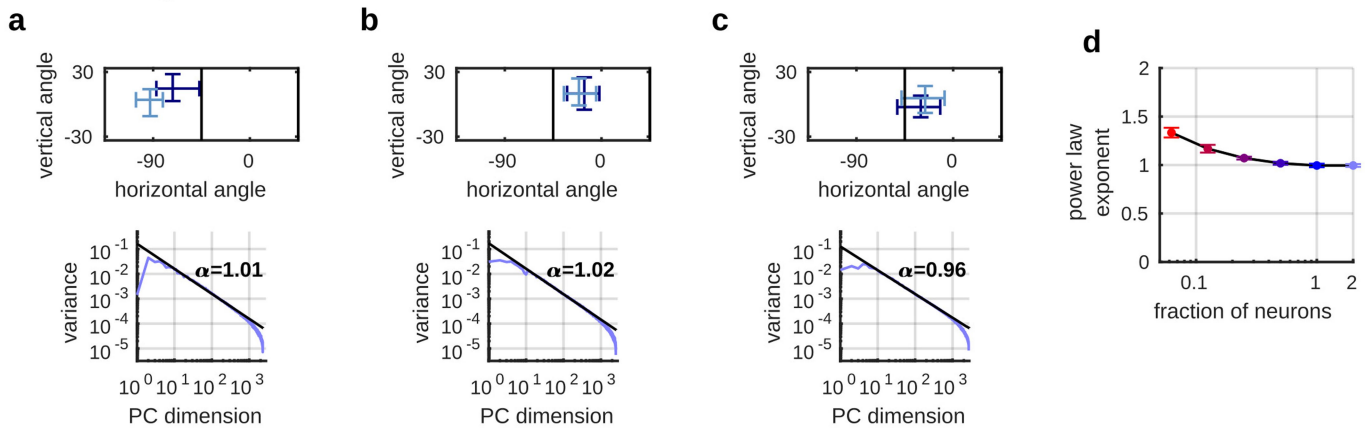 a
vertical angle
30
-30
-90
0
horizontal angle
variance
10^-1
10^-2
10^-3
10^-4
10^-5
α=1.01
10^0 10^1 10^2 10^3
PC dimension
b
vertical angle
30
-30
-90
0
horizontal angle
variance
10^-1
10^-2
10^-3
10^-4
10^-5
α=1.02
10^0 10^1 10^2 10^3
PC dimension
c
vertical angle
30
-30
-90
0
horizontal angle
variance
10^-1
10^-2
10^-3
10^-4
10^-5
α=0.96
10^0 10^1 10^2 10^3
PC dimension
d
power law
exponent
2
1.5
1
0.5
0
0.1
1
2
fraction of neurons